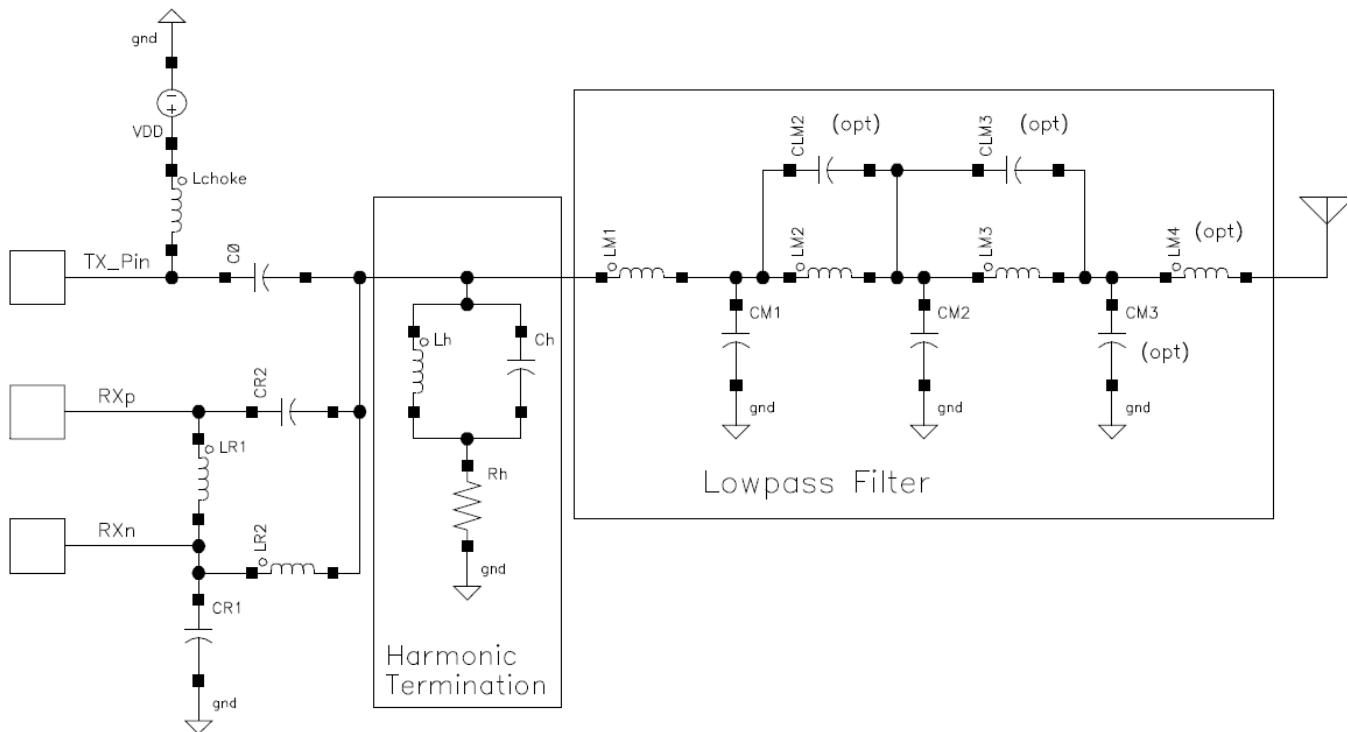 gnd
VDD
Lchoke
TX_Pin
CØ
RXp
CR2
LR1
RXn
LR2
CR1
gnd
Lh
Ch
Rh
gnd
Harmonic
Termination
CLM2
(opt)
CLM3
(opt)
LM1
LM2
LM3
LM4
(opt)
CM1
gnd
CM2
gnd
CM3
(opt)
gnd
Lowpass Filter